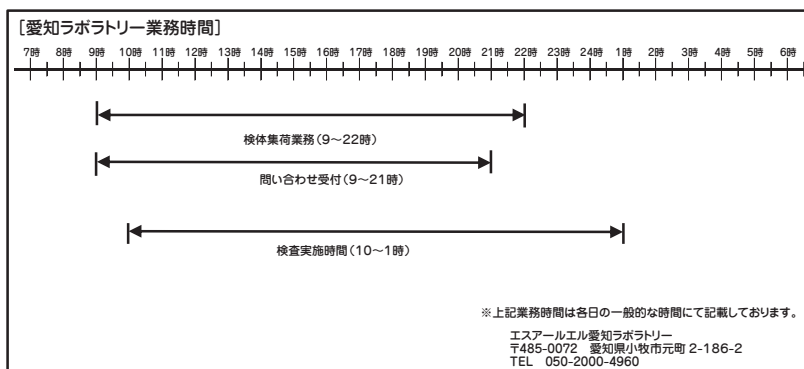 [愛知ラボラトリー業務時間]
7時 8時 9時 10時 11時 12時 13時 14時 15時 16時 17時 18時 19時 20時 21時 22時 23時 24時 1時 2時 3時 4時 5時 6時
検体集荷業務(9〜22時)
問い合わせ受付(9〜21時)
検査実施時間(10〜1時)
※上記業務時間は各日の一般的な時間にて記載しております。
エスアールエル愛知ラボラトリー
〒485-0072 愛知県小牧市元町 2-186-2
TEL 050-2000-4960